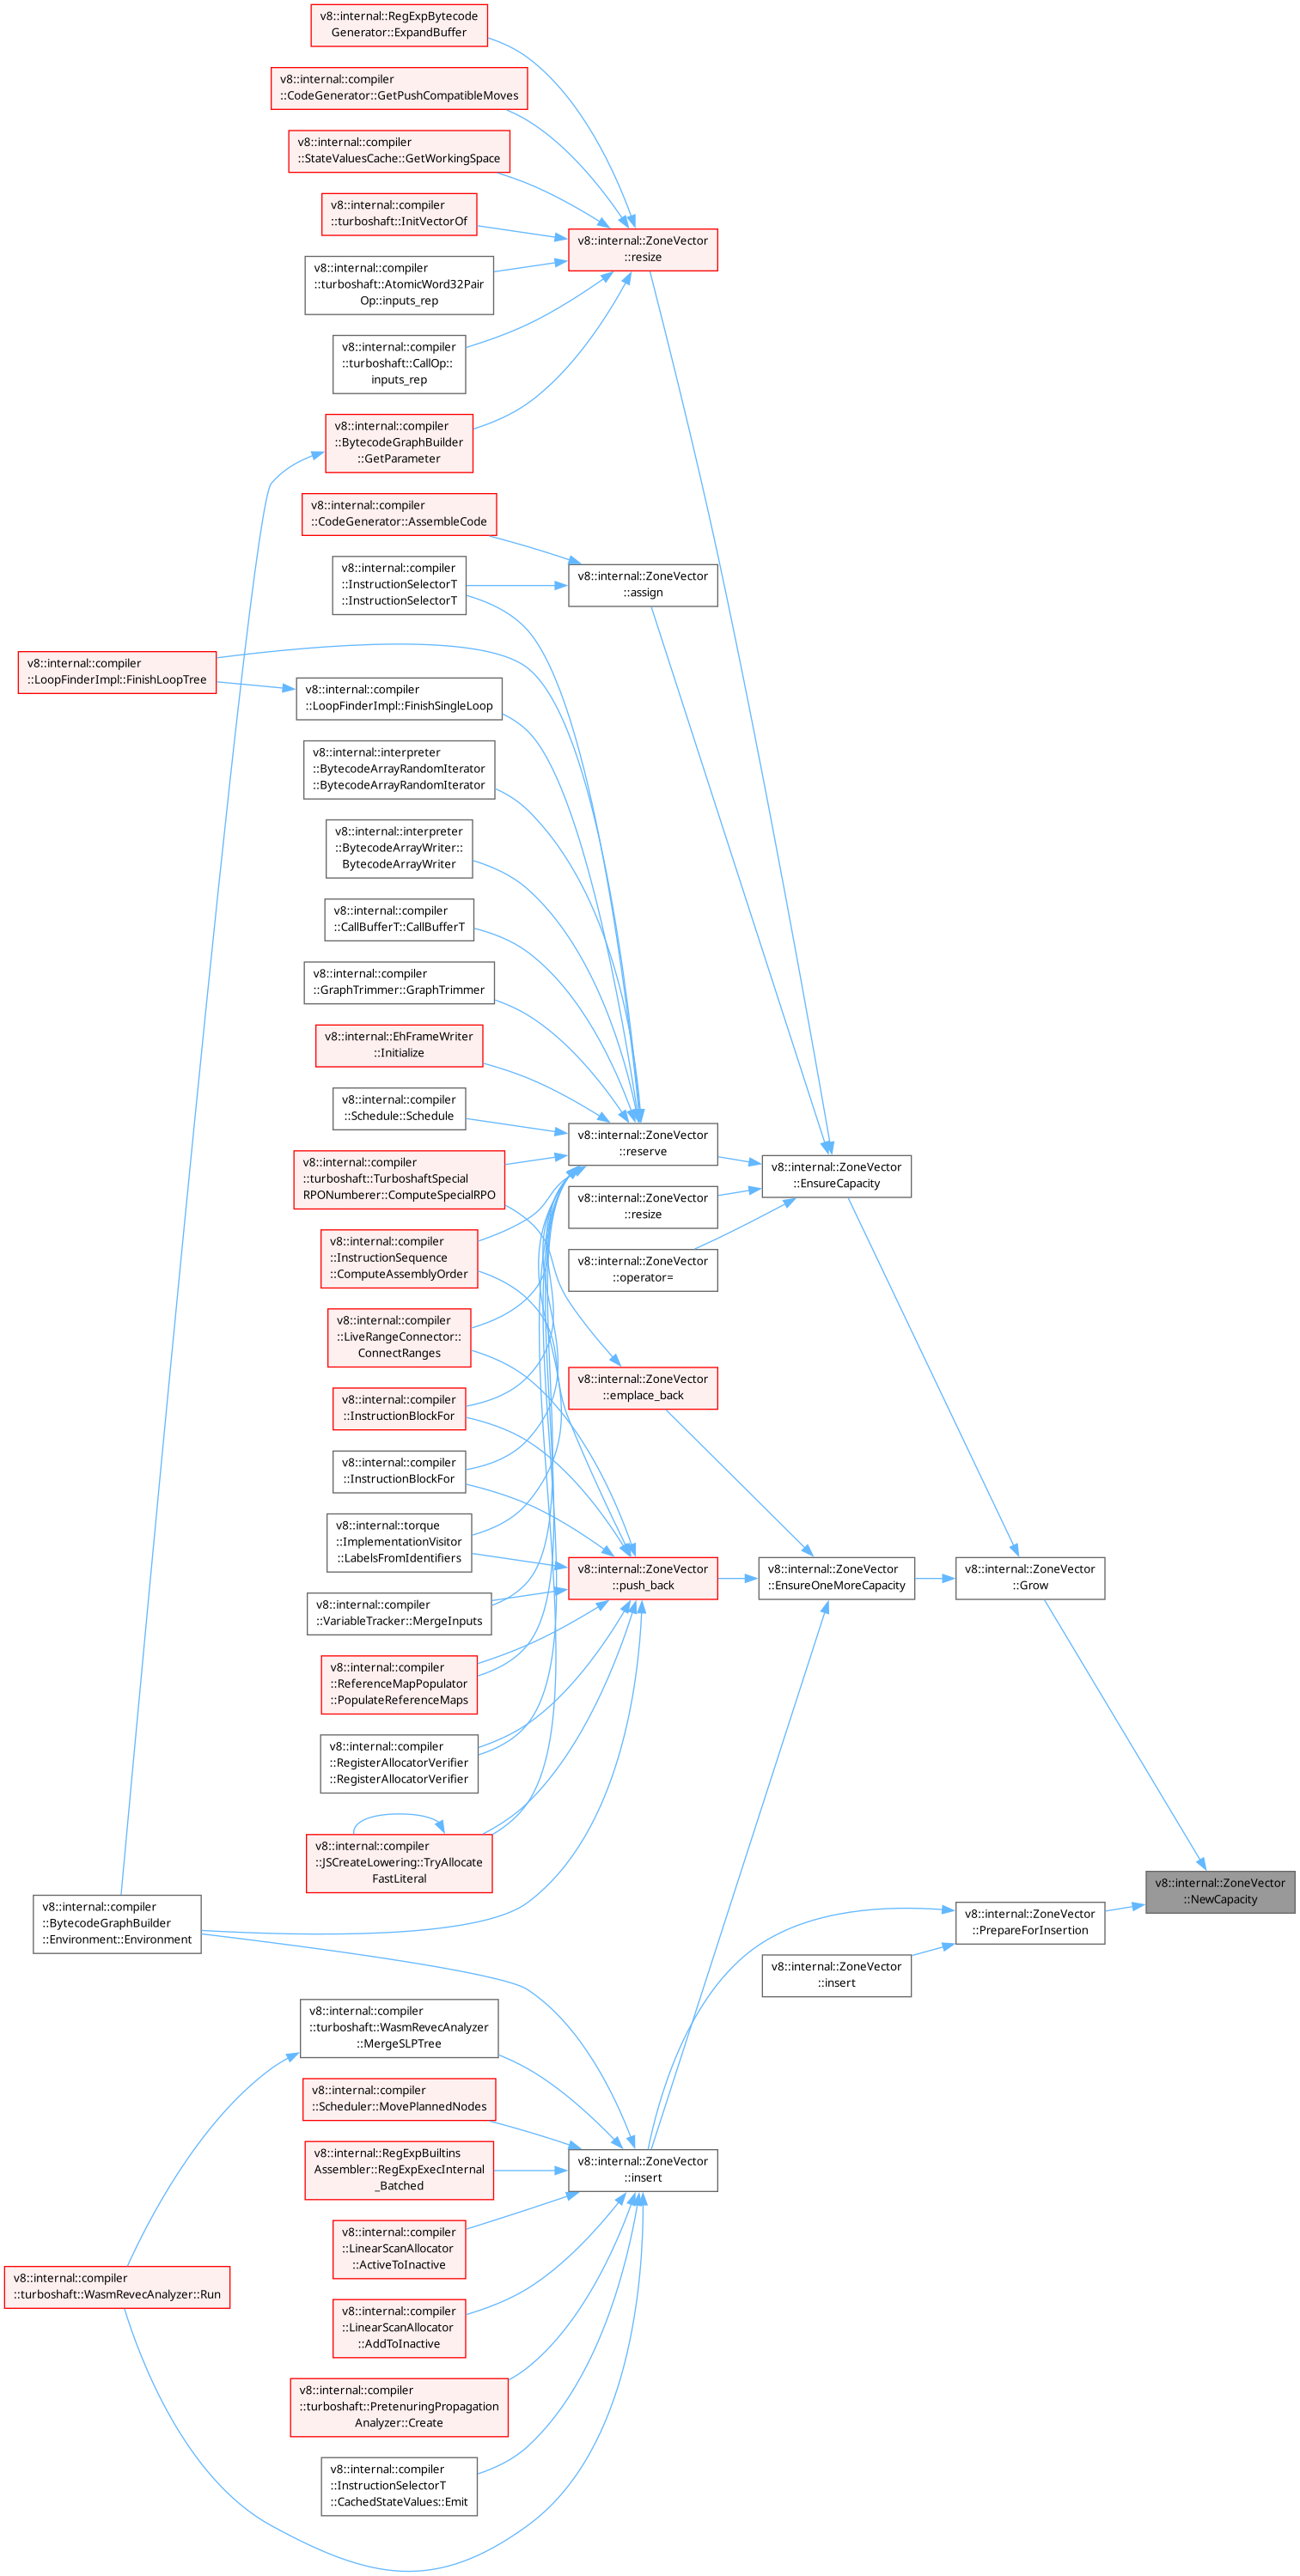 v8::internal::RegExpBytecode
Generator::ExpandBuffer
v8::internal::compiler
::CodeGenerator::GetPushCompatibleMoves
v8::internal::compiler
::StateValuesCache::GetWorkingSpace
v8::internal::compiler
::turboshaft::InitVectorOf
v8::internal::ZoneVector
::resize
v8::internal::compiler
::turboshaft::AtomicWord32Pair
Op::inputs_rep
v8::internal::compiler
::turboshaft::CallOp::
inputs_rep
v8::internal::compiler
::BytecodeGraphBuilder
::GetParameter
v8::internal::compiler
::CodeGenerator::AssembleCode
v8::internal::compiler
::InstructionSelectorT
::InstructionSelectorT
v8::internal::ZoneVector
::assign
v8::internal::compiler
::LoopFinderImpl::FinishLoopTree
v8::internal::compiler
::LoopFinderImpl::FinishSingleLoop
v8::internal::interpreter
::BytecodeArrayRandomIterator
::BytecodeArrayRandomIterator
v8::internal::interpreter
::BytecodeArrayWriter::
BytecodeArrayWriter
v8::internal::compiler
::CallBufferT::CallBufferT
v8::internal::compiler
::GraphTrimmer::GraphTrimmer
v8::internal::EhFrameWriter
::Initialize
v8::internal::compiler
::Schedule::Schedule
v8::internal::ZoneVector
::reserve
v8::internal::compiler
::turboshaft::TurboshaftSpecial
RPONumberer::ComputeSpecialRPO
v8::internal::ZoneVector
::EnsureCapacity
v8::internal::ZoneVector
::resize
v8::internal::compiler
::InstructionSequence
::ComputeAssemblyOrder
v8::internal::ZoneVector
::operator=
v8::internal::compiler
::LiveRangeConnector::
ConnectRanges
v8::internal::ZoneVector
::emplace_back
v8::internal::compiler
::InstructionBlockFor
v8::internal::compiler
::InstructionBlockFor
v8::internal::torque
::ImplementationVisitor
::LabelsFromIdentifiers
v8::internal::ZoneVector
::push_back
v8::internal::ZoneVector
::EnsureOneMoreCapacity
v8::internal::ZoneVector
::Grow
v8::internal::compiler
::VariableTracker::MergeInputs
v8::internal::compiler
::ReferenceMapPopulator
::PopulateReferenceMaps
v8::internal::compiler
::RegisterAllocatorVerifier
::RegisterAllocatorVerifier
v8::internal::compiler
::JSCreateLowering::TryAllocate
FastLiteral
v8::internal::ZoneVector
::NewCapacity
v8::internal::compiler
::BytecodeGraphBuilder
::Environment::Environment
v8::internal::ZoneVector
::PrepareForInsertion
v8::internal::ZoneVector
::insert
v8::internal::compiler
::turboshaft::WasmRevecAnalyzer
::MergeSLPTree
v8::internal::compiler
::Scheduler::MovePlannedNodes
v8::internal::RegExpBuiltins
Assembler::RegExpExecInternal
_Batched
v8::internal::ZoneVector
::insert
v8::internal::compiler
::LinearScanAllocator
::ActiveToInactive
v8::internal::compiler
::turboshaft::WasmRevecAnalyzer::Run
v8::internal::compiler
::LinearScanAllocator
::AddToInactive
v8::internal::compiler
::turboshaft::PretenuringPropagation
Analyzer::Create
v8::internal::compiler
::InstructionSelectorT
::CachedStateValues::Emit